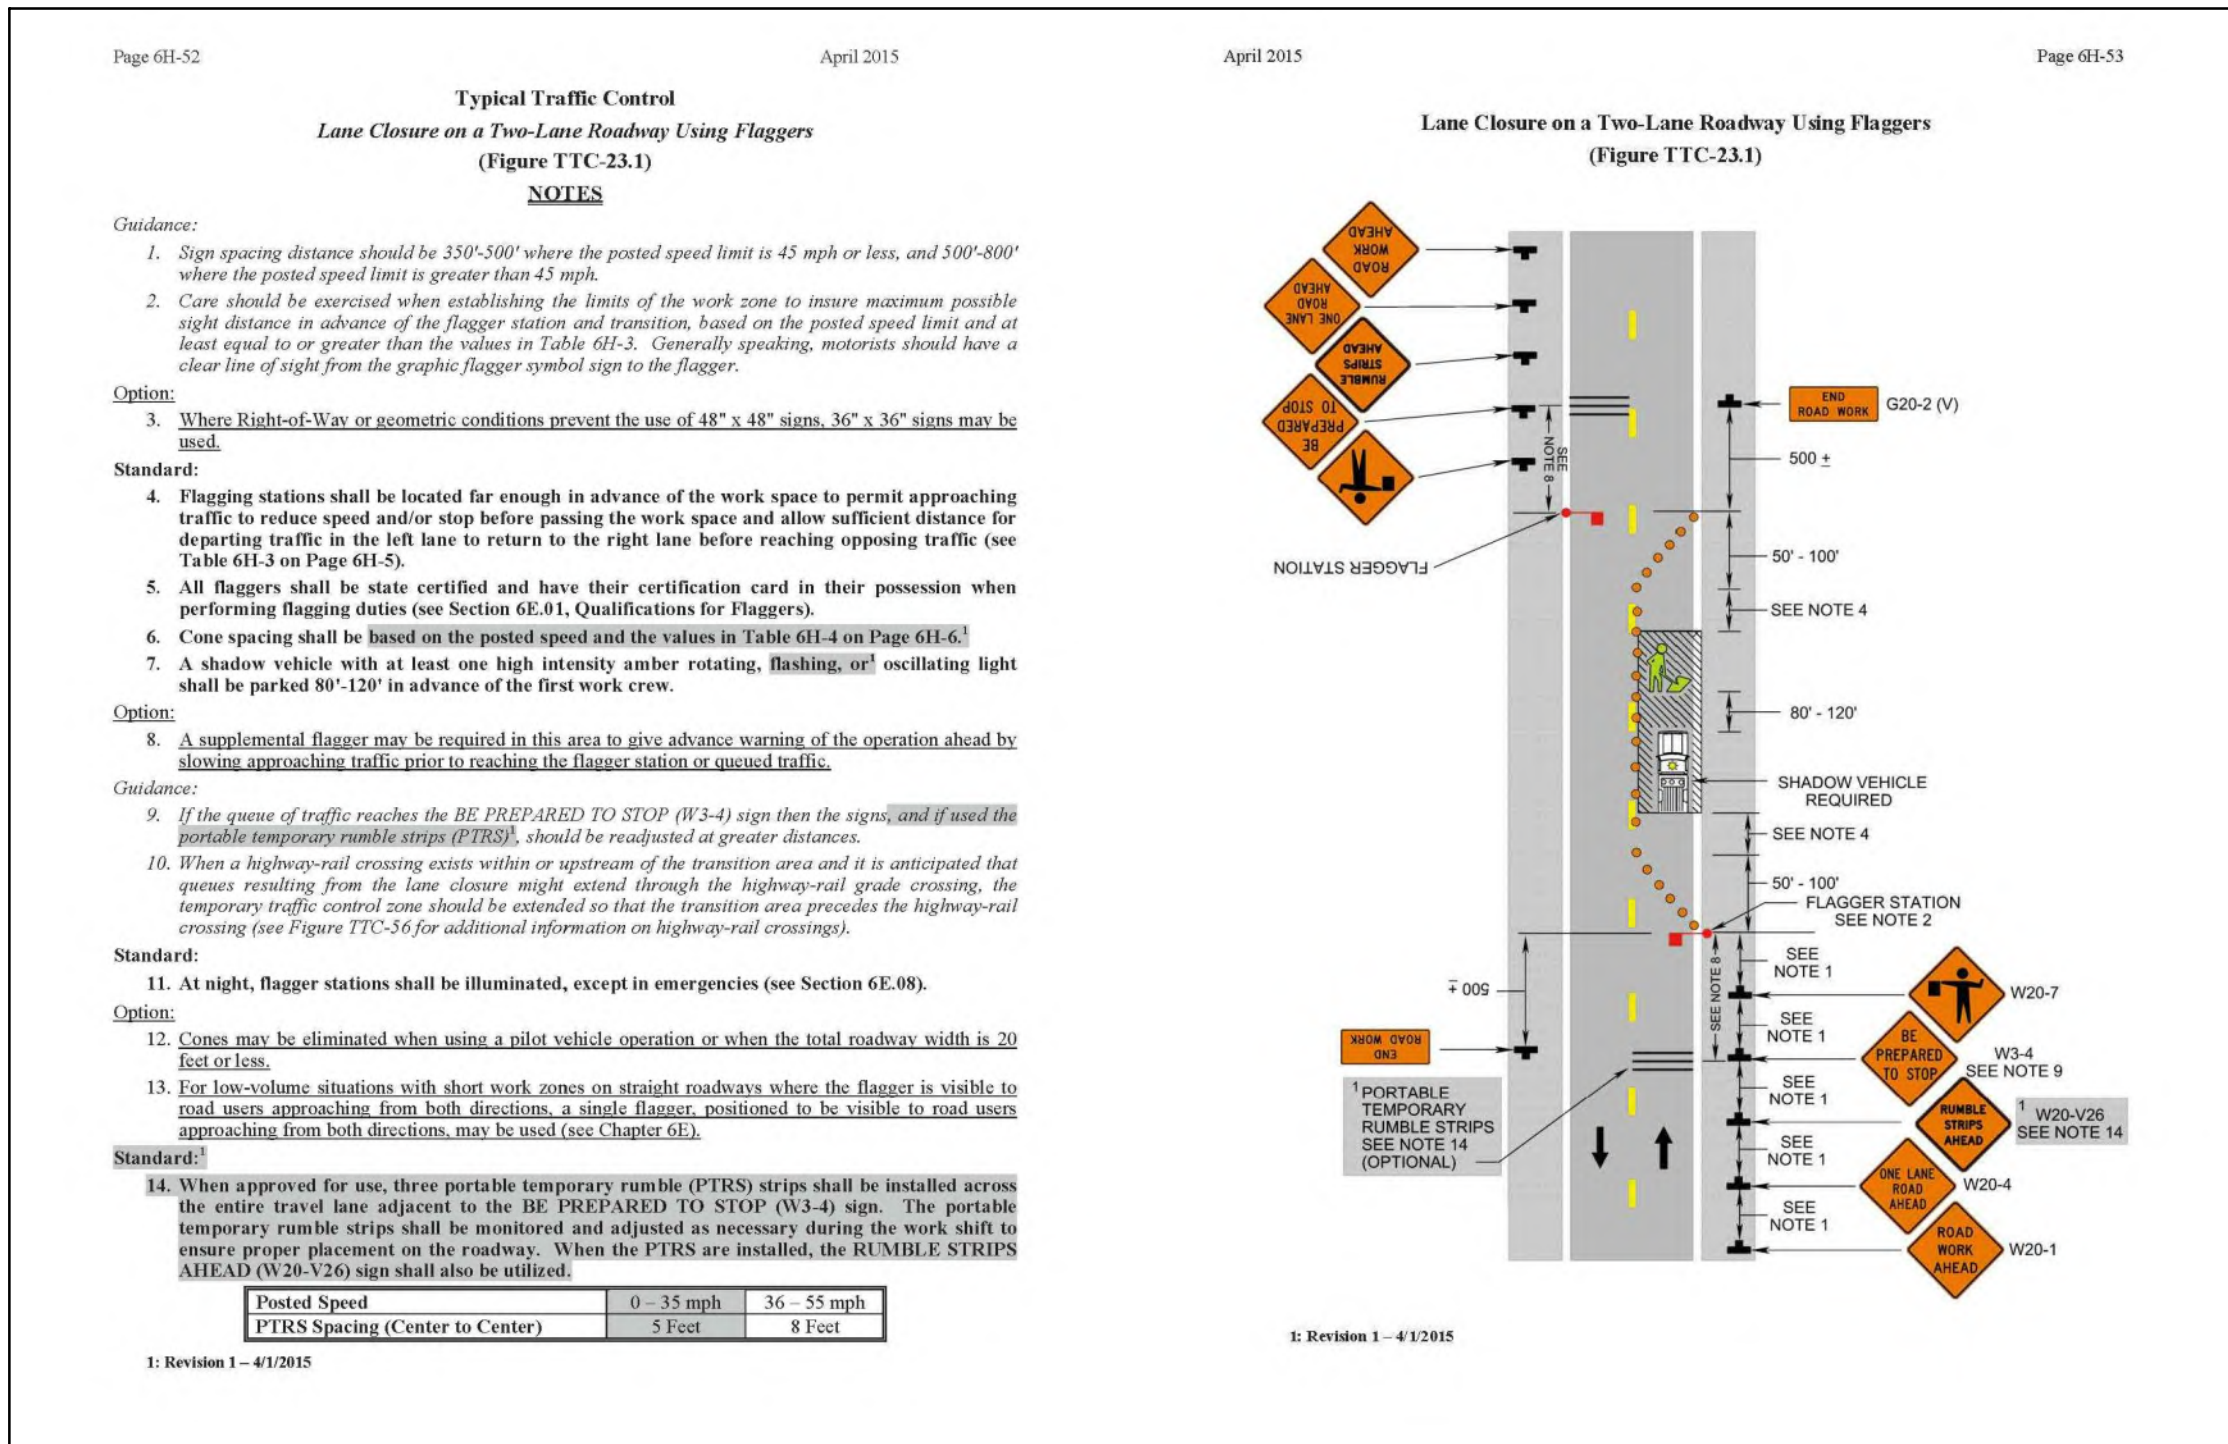 Page 6H-52
April 2015
Typical Traffic Control
Lane Closure on a Two-Lane Roadway Using Flaggers
(Figure TTC-23.1)
NOTES
Guidance:
1. Sign spacing distance should be 350'-500' where the posted speed limit is 45 mph or less, and 500'-800'
where the posted speed limit is greater than 45 mph.
2. Care should be exercised when establishing the limits of the work zone to insure maximum possible
sight distance in advance of the flagger station and transition, based on the posted speed limit and at
least equal to or greater than the values in Table 6H-3. Generally speaking, motorists should have a
clear line of sight from the graphic flagger symbol sign to the flagger.
Option:
3. Where Right-of-Way or geometric conditions prevent the use of 48" x 48" signs, 36" x 36" signs may be
used.
Standard:
4. Flagging stations shall be located far enough in advance of the work space to permit approaching
traffic to reduce speed and/or stop before passing the work space and allow sufficient distance for
departing traffic in the left lane to return to the right lane before reaching opposing traffic (see
Table 6H-3 on Page 6H-5).
5. All flaggers shall be state certified and have their certification card in their possession when
performing flagging duties (see Section 6E.01, Qualifications for Flaggers).
6. Cone spacing shall be based on the posted speed and the values in Table 6H-4 on Page 6H-6.¹
7. A shadow vehicle with at least one high intensity amber rotating, flashing, or¹ oscillating light
shall be parked 80'-120' in advance of the first work crew.
Option:
8. A supplemental flagger may be required in this area to give advance warning of the operation ahead by
slowing approaching traffic prior to reaching the flagger station or queued traffic.
Guidance:
9. If the queue of traffic reaches the BE PREPARED TO STOP (W3-4) sign then the signs, and if used the
portable temporary rumble strips (PTRS)¹, should be readjusted at greater distances.
10. When a highway-rail crossing exists within or upstream of the transition area and it is anticipated that
queues resulting from the lane closure might extend through the highway-rail grade crossing, the
temporary traffic control zone should be extended so that the transition area precedes the highway-rail
crossing (see Figure TTC-56 for additional information on highway-rail crossings).
Standard:
11. At night, flagger stations shall be illuminated, except in emergencies (see Section 6E.08).
Option:
12. Cones may be eliminated when using a pilot vehicle operation or when the total roadway width is 20
feet or less.
13. For low-volume situations with short work zones on straight roadways where the flagger is visible to
road users approaching from both directions, a single flagger, positioned to be visible to road users
approaching from both directions, may be used (see Chapter 6E).
Standard:¹
14. When approved for use, three portable temporary rumble (PTRS) strips shall be installed across
the entire travel lane adjacent to the BE PREPARED TO STOP (W3-4) sign. The portable
temporary rumble strips shall be monitored and adjusted as necessary during the work shift to
ensure proper placement on the roadway. When the PTRS are installed, the RUMBLE STRIPS
AHEAD (W20-V26) sign shall also be utilized.
Posted Speed 0 – 35 mph 36 – 55 mph
PTRS Spacing (Center to Center) 5 Feet 8 Feet
1: Revision 1 – 4/1/2015
April 2015
Page 6H-53
Lane Closure on a Two-Lane Roadway Using Flaggers
(Figure TTC-23.1)
ROAD
WORK
AHEAD
ONE LANE
ROAD
AHEAD
RUMBLE
STRIPS
AHEAD
BE
PREPARED
TO STOP
SEE
NOTE 8
FLAGGER STATION
END
ROAD WORK
G20-2 (V)
500 ±
50' - 100'
SEE NOTE 4
80' - 120'
SHADOW VEHICLE
REQUIRED
SEE NOTE 4
50' - 100'
FLAGGER STATION
SEE NOTE 2
SEE NOTE 8
SEE
NOTE 1
W20-7
SEE
NOTE 1
BE
PREPARED
TO STOP
W3-4
SEE NOTE 9
SEE
NOTE 1
RUMBLE
STRIPS
AHEAD
¹ W20-V26
SEE NOTE 14
SEE
NOTE 1
ONE LANE
ROAD
AHEAD
W20-4
SEE
NOTE 1
ROAD
WORK
AHEAD
W20-1
500 ±
END
ROAD WORK
¹ PORTABLE
TEMPORARY
RUMBLE STRIPS
SEE NOTE 14
(OPTIONAL)
1: Revision 1 – 4/1/2015